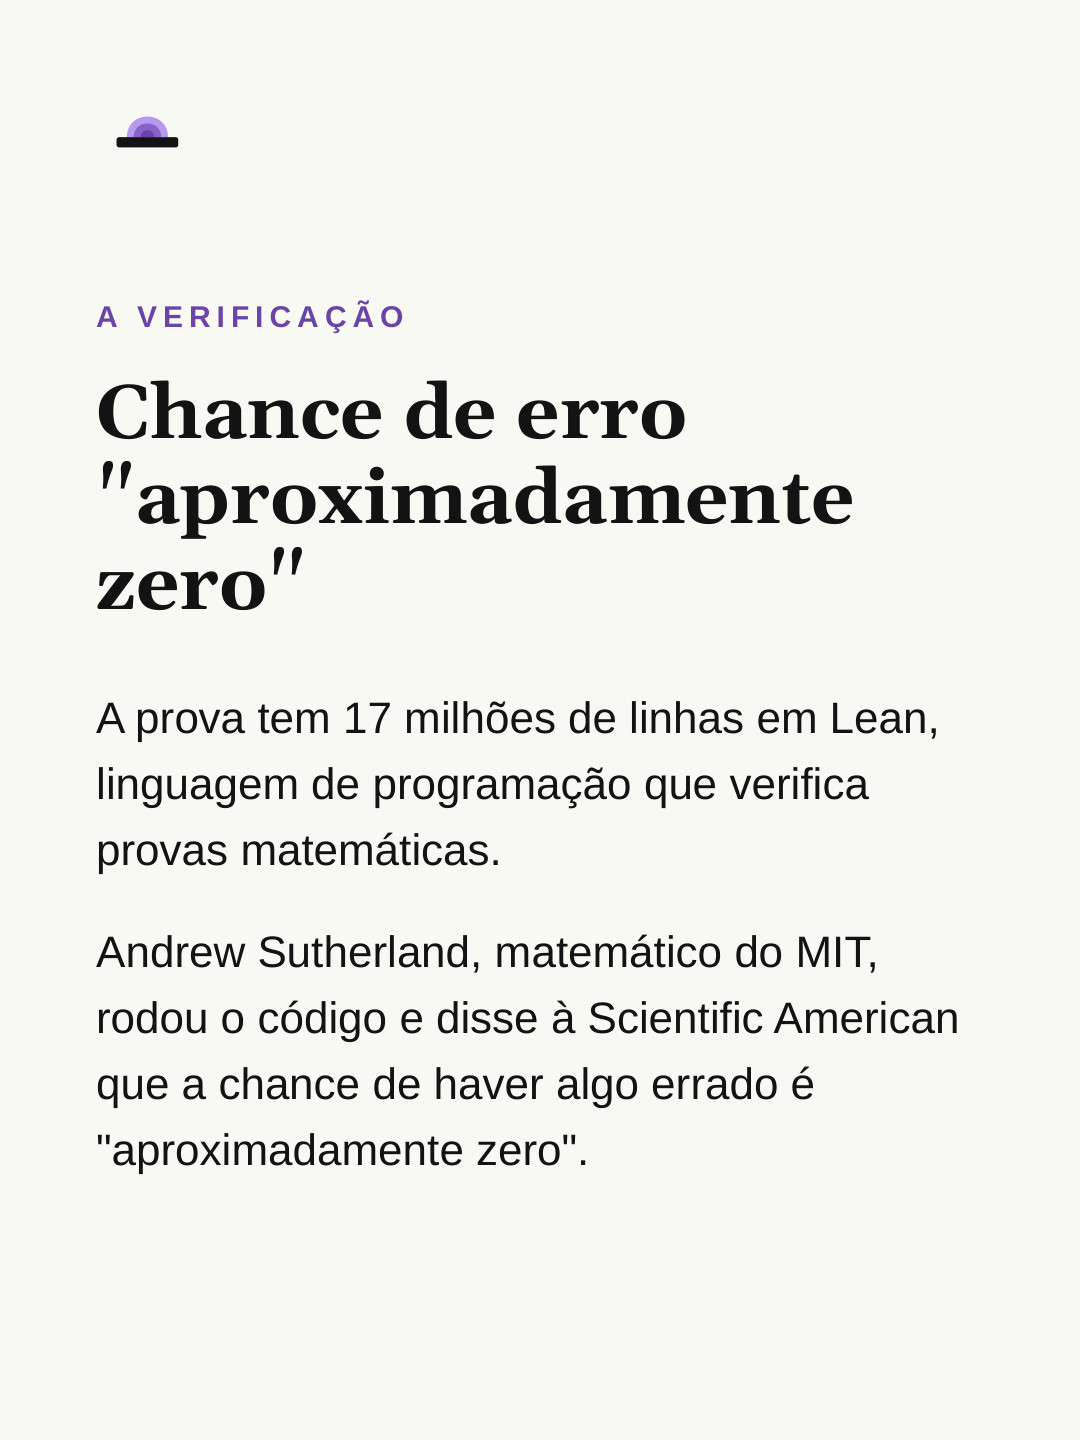 A VERIFICAÇÃO
Chance de erro
"aproximadamente
zero"
A prova tem 17 milhões de linhas em Lean,
linguagem de programação que verifica
provas matemáticas.
Andrew Sutherland, matemático do MIT,
rodou o código e disse à Scientific American
que a chance de haver algo errado é
"aproximadamente zero".